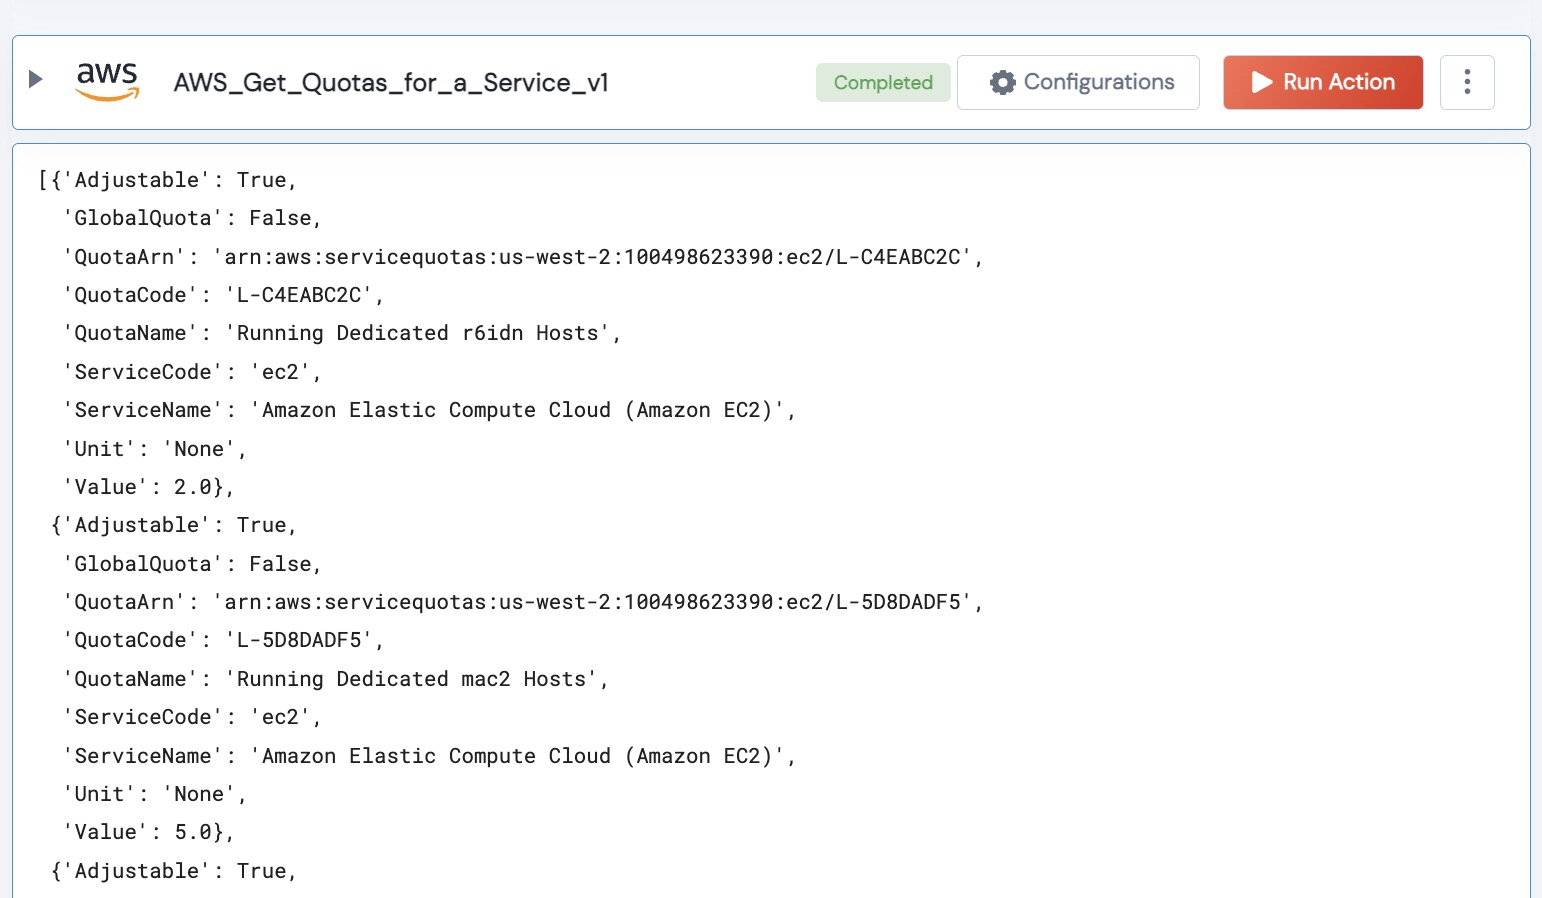 aws
AWS_Get_Quotas_for_a_Service_v1
Completed
Configurations
Run Action
[{'Adjustable': True,
'GlobalQuota': False,
'QuotaArn': 'arn:aws:servicequotas:us-west-2:100498623390:ec2/L-C4EABC2C',
'QuotaCode': 'L-C4EABC2C',
'QuotaName': 'Running Dedicated r6idn Hosts',
'ServiceCode': 'ec2',
'ServiceName': 'Amazon Elastic Compute Cloud (Amazon EC2)',
'Unit': 'None',
'Value': 2.0},
{'Adjustable': True,
'GlobalQuota': False,
'QuotaArn': 'arn:aws:servicequotas:us-west-2:100498623390:ec2/L-5D8DADF5',
'QuotaCode': 'L-5D8DADF5',
'QuotaName': 'Running Dedicated mac2 Hosts',
'ServiceCode': 'ec2',
'ServiceName': 'Amazon Elastic Compute Cloud (Amazon EC2)',
'Unit': 'None',
'Value': 5.0},
{'Adjustable': True,